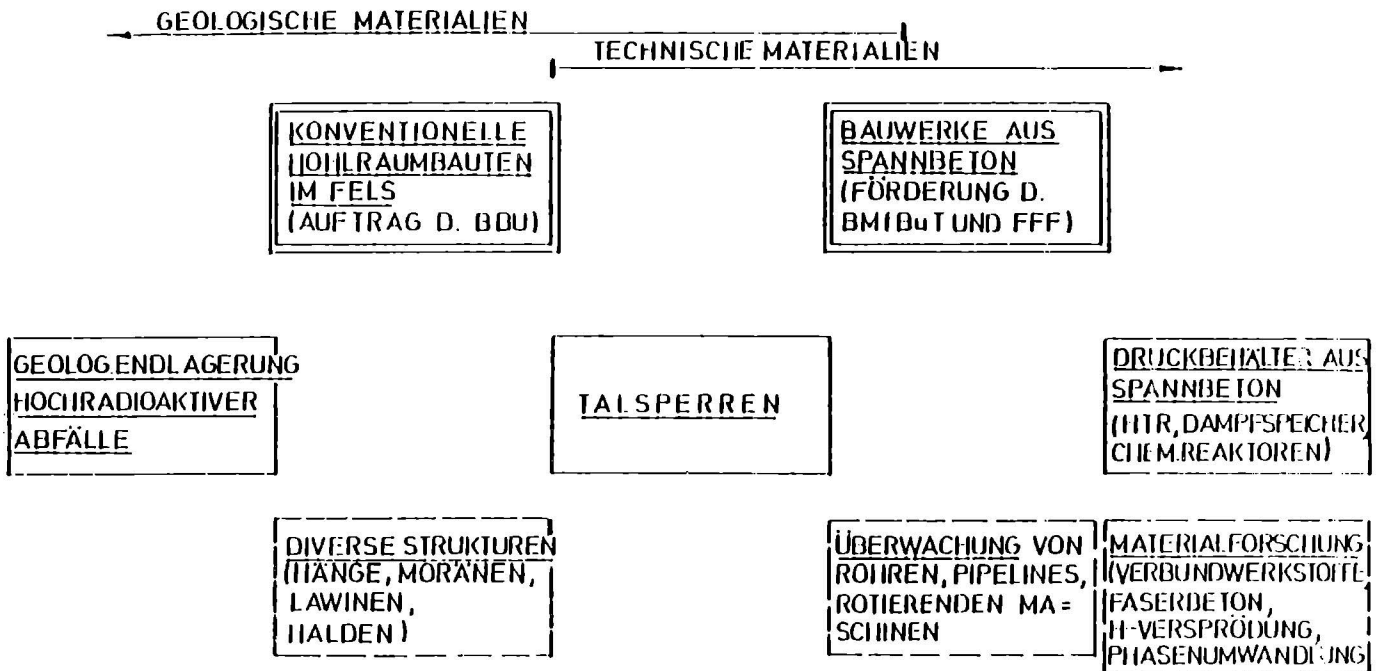 GEOLOGISCHE MATERIALIEN
TECHNISCHE MATERIALIEN
KONVENTIONELLE
HOHLRAUMBAUTEN
IM FELS
(AUFTRAG D. BBU)
BAUWERKE AUS
SPANNBETON
(FÖRDERUNG D.
BMfBuT UND FFF)
GEOLOG.ENDLAGERUNG
HOCHRADIOAKTIVER
ABFÄLLE
TALSPERREN
DRUCKBEHÄLTER AUS
SPANNBETON
(HTR, DAMPFSPEICHER,
CHEM.REAKTOREN)
DIVERSE STRUKTUREN
(HÄNGE, MORÄNEN,
LAWINEN,
HALDEN)
ÜBERWACHUNG VON
ROHREN, PIPELINES,
ROTIERENDEN MA=
SCHINEN
MATERIALFORSCHUNG
(VERBUNDWERKSTOFFE,
FASERBETON,
H-VERSPRÖDUNG,
PHASENUMWANDLUNG